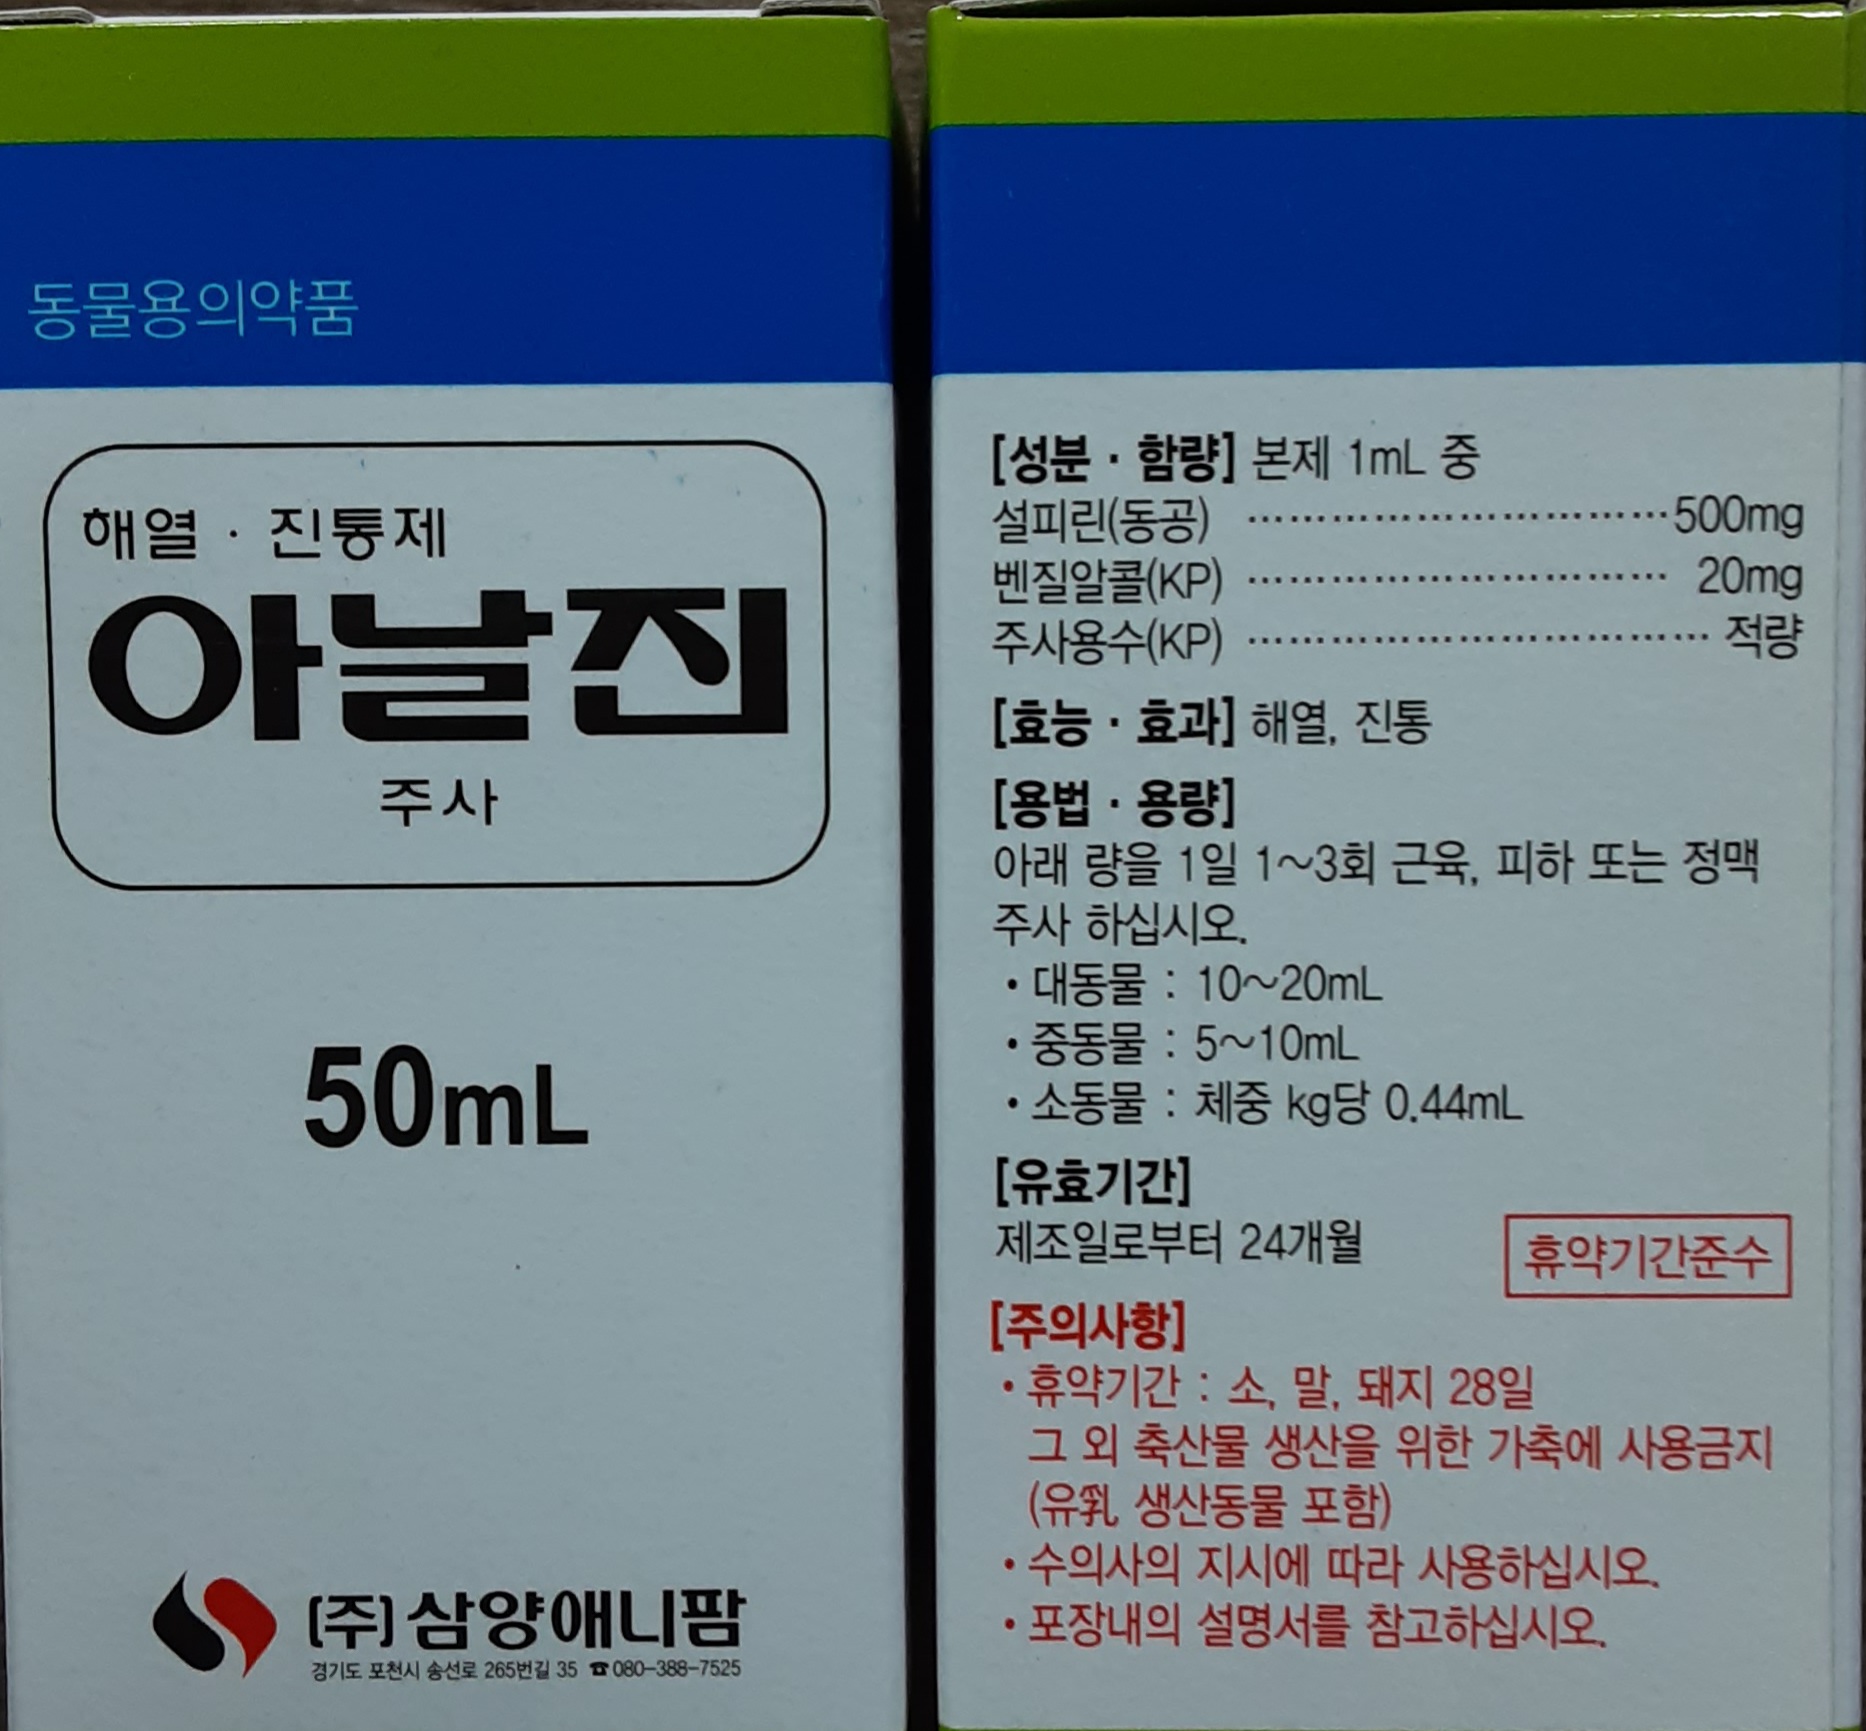 동물용의약품
해열 · 진통제
아날진
주사
50mL
(주)삼양애니팜
경기도 포천시 송선로 265번길 35 ☎080-388-7525
[성분 · 함량] 본제 1mL 중
설피린(동공) ································ 500mg
벤질알콜(KP) ································ 20mg
주사용수(KP) ································ 적량
[효능 · 효과] 해열, 진통
[용법 · 용량]
아래 량을 1일 1~3회 근육, 피하 또는 정맥
주사 하십시오.
• 대동물 : 10~20mL
• 중동물 : 5~10mL
• 소동물 : 체중 kg당 0.44mL
[유효기간]
제조일로부터 24개월
휴약기간준수
[주의사항]
• 휴약기간 : 소, 말, 돼지 28일
그 외 축산물 생산을 위한 가축에 사용금지
(유乳 생산동물 포함)
• 수의사의 지시에 따라 사용하십시오.
• 포장내의 설명서를 참고하십시오.